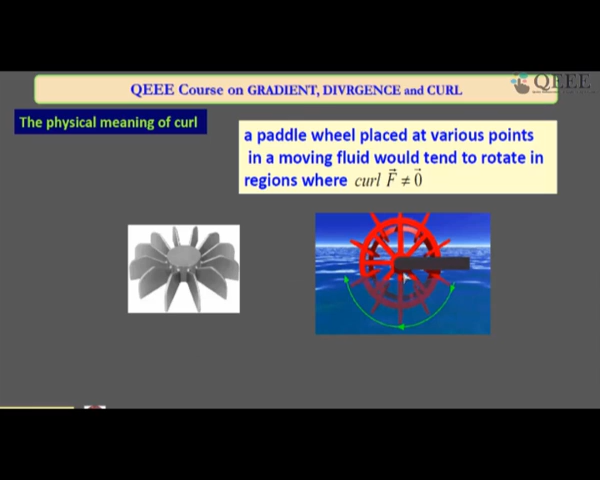 QEEE
QEEE Course on GRADIENT, DIVRGENCE and CURL
The physical meaning of curl
a paddle wheel placed at various points
in a moving fluid would tend to rotate in
regions where curl F⃗ ≠ 0⃗